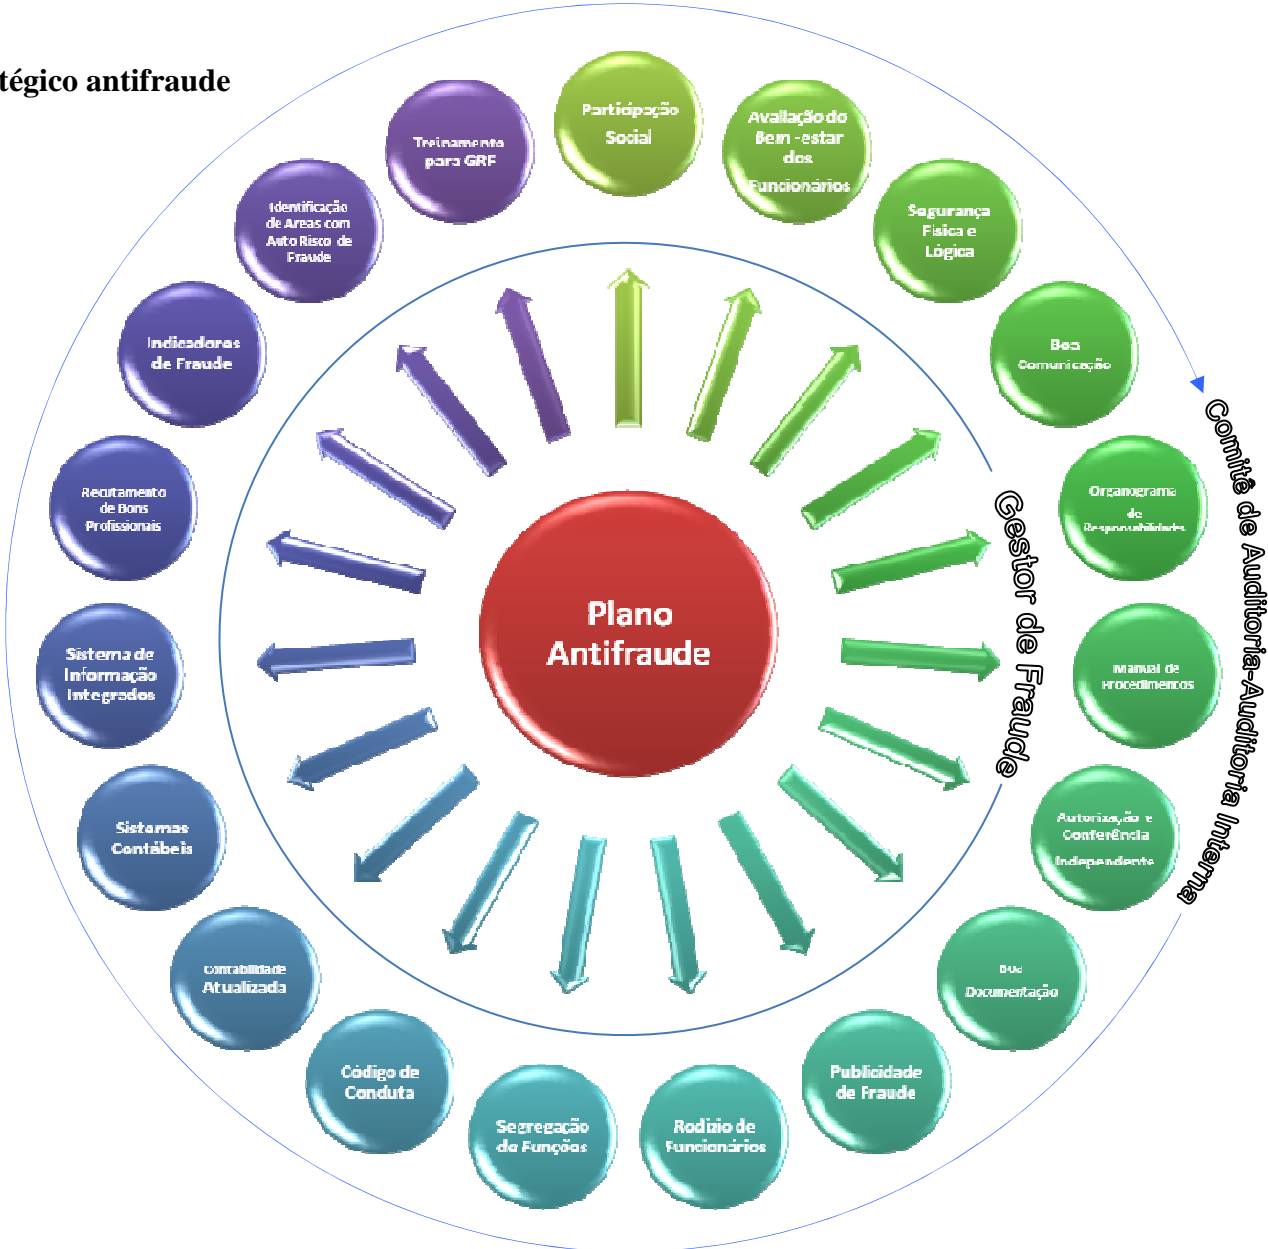 tégico antifraude
Participação
Social
Avaliação do
Bem -estar
dos
Funcionários
Segurança
Física e
Lógica
Boa
Comunicação
Organograma
de
Responsabilidades
Manual de
Procedimentos
Autorização e
Conferência
Independente
Boa
Documentação
Publicidade
de Fraude
Rodízio de
Funcionários
Segregação
de Funções
Código de
Conduta
Contabilidade
Atualizada
Sistemas
Contábeis
Sistema de
Informação
Integrados
Recrutamento
de Bons
Profissionais
Indicadores
de Fraude
Identificação
de Areas com
Auto Risco de
Fraude
Treinamento
para GRF
Plano
Antifraude
Gestor de Fraude
Comitê de Auditoria-Auditoria Interna